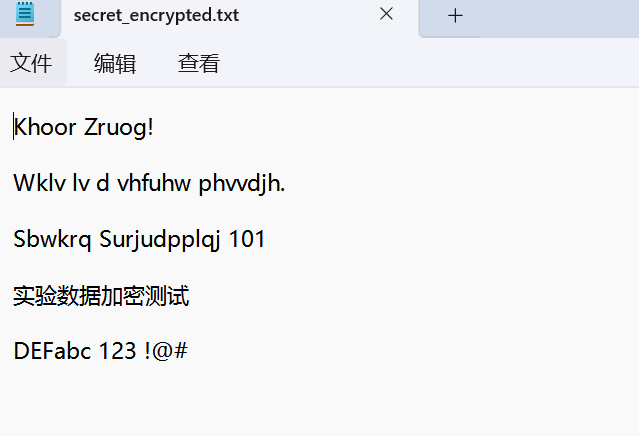 secret_encrypted.txt
文件 编辑 查看
Khoor Zruog!
Wklv lv d vhfuhw phvvdjh.
Sbwkrq Surjudpplqj 101
实验数据加密测试
DEFabc 123 !@#